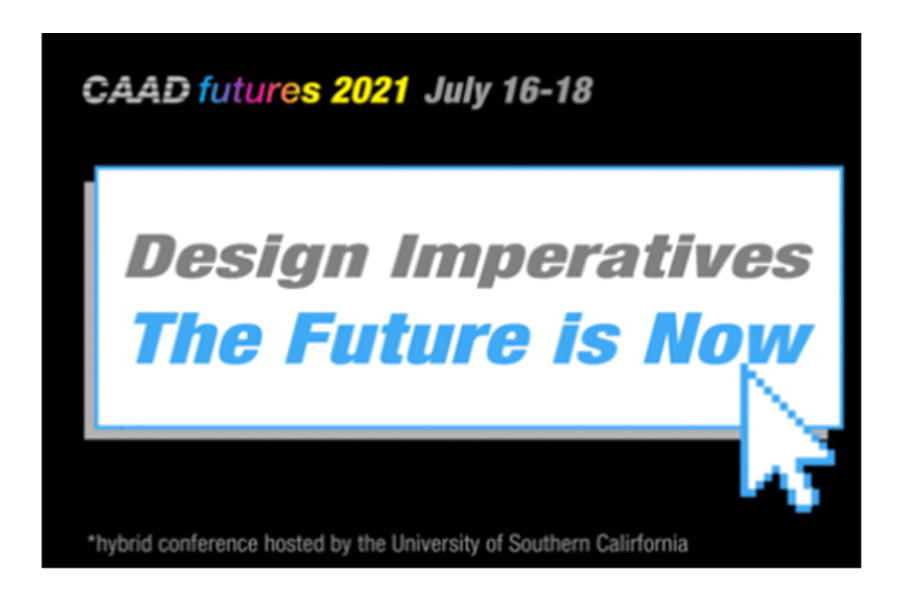 CAAD futures 2021 July 16-18
Design Imperatives
The Future is Now
*hybrid conference hosted by the University of Southern Calirfornia